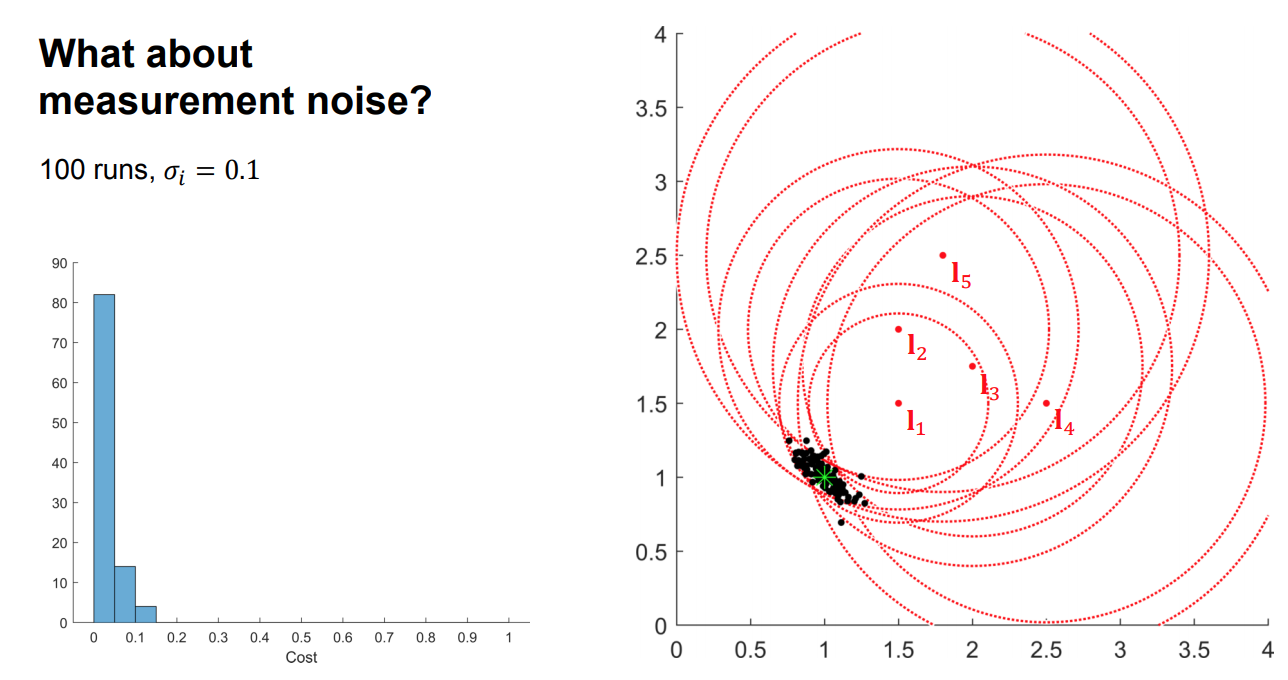 What about
measurement noise?
100 runs, σᵢ = 0.1
90
80
70
60
50
40
30
20
10
0
0 0.1 0.2 0.3 0.4 0.5 0.6 0.7 0.8 0.9 1
Cost
4
3.5
3
2.5
2
1.5
1
0.5
0
0 0.5 1 1.5 2 2.5 3 3.5 4
l₅
l₂
l₃
l₁
l₄